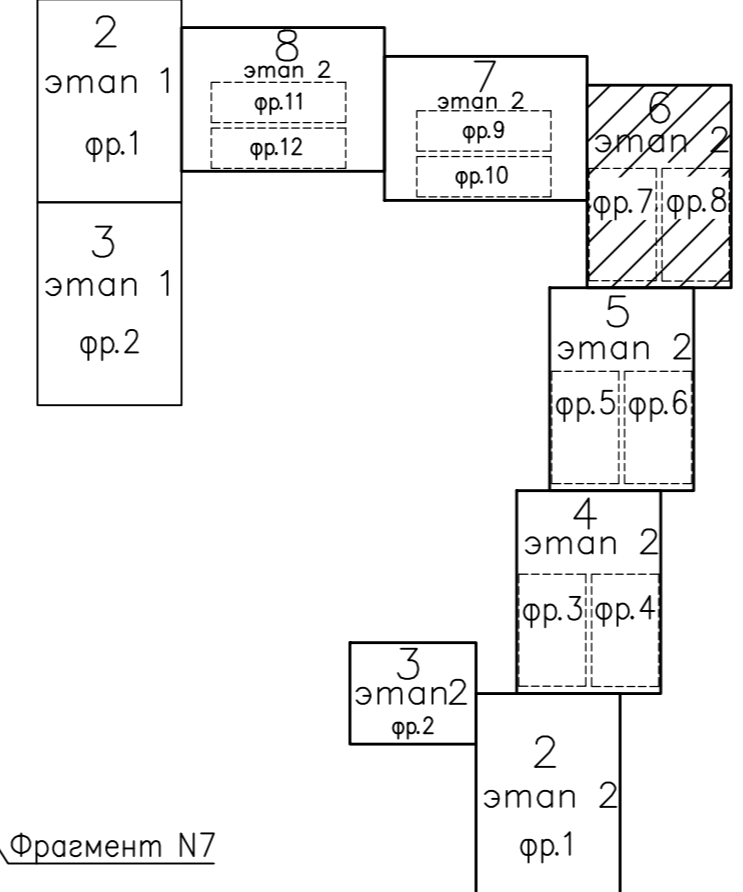 2
этап 1
фр.1
8
этап 2
фр.11
фр.12
7
этап 2
фр.9
фр.10
6
этап 2
фр.7 фр.8
3
этап 1
фр.2
5
этап 2
фр.5 фр.6
4
этап 2
фр.3 фр.4
3
этап2
фр.2
2
этап 2
фр.1
Фрагмент N7